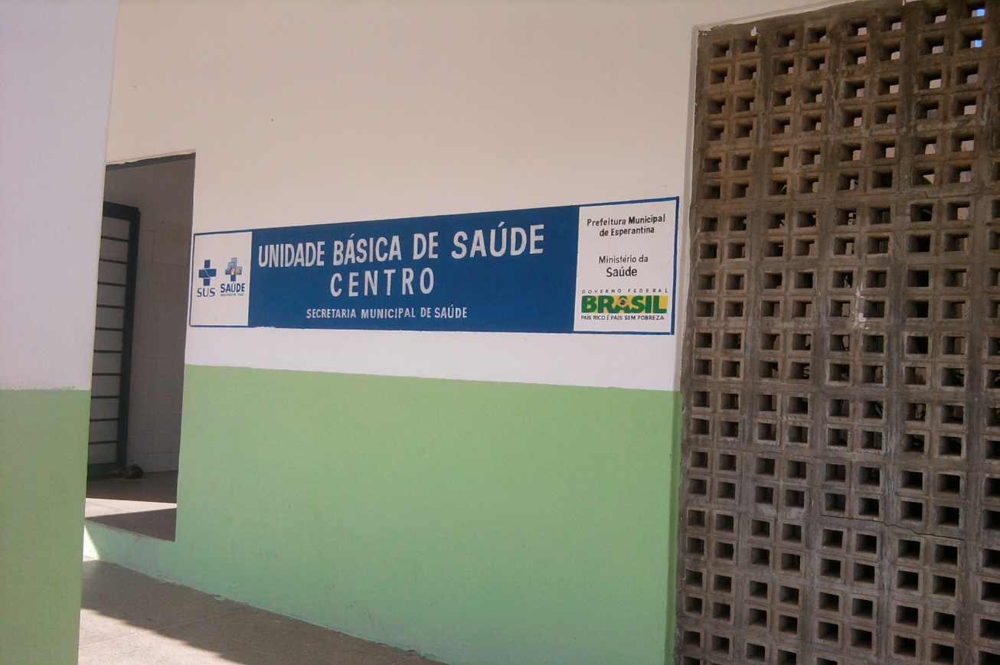 SUS
SAÚDE
UNIDADE BÁSICA DE SAÚDE
CENTRO
SECRETARIA MUNICIPAL DE SAÚDE
Prefeitura Municipal
de Esperantina
Ministério da
Saúde
GOVERNO FEDERAL
BRASIL
PAÍS RICO É PAÍS SEM POBREZA